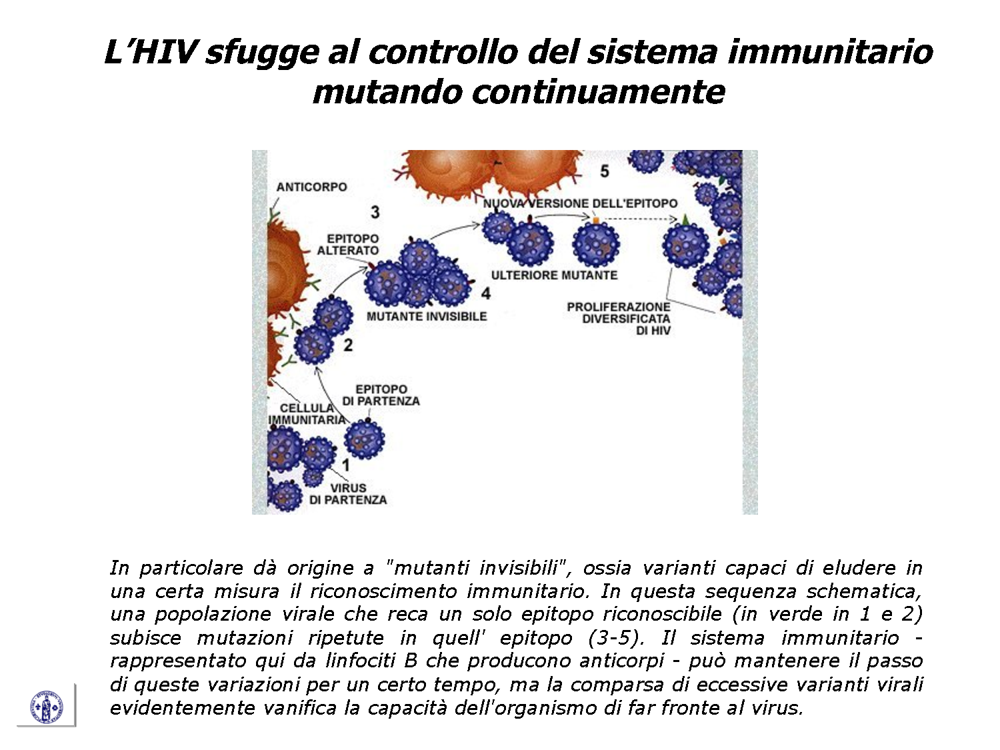 L’HIV sfugge al controllo del sistema immunitario
mutando continuamente
ANTICORPO
3
5
NUOVA VERSIONE DELL'EPITOPO
EPITOPO
ALTERATO
ULTERIORE MUTANTE
4
MUTANTE INVISIBILE
PROLIFERAZIONE
DIVERSIFICATA
DI HIV
2
EPITOPO
DI PARTENZA
CELLULA
IMMUNITARIA
1
VIRUS
DI PARTENZA
In particolare dà origine a "mutanti invisibili", ossia varianti capaci di eludere in
una certa misura il riconoscimento immunitario. In questa sequenza schematica,
una popolazione virale che reca un solo epitopo riconoscibile (in verde in 1 e 2)
subisce mutazioni ripetute in quell' epitopo (3-5). Il sistema immunitario -
rappresentato qui da linfociti B che producono anticorpi - può mantenere il passo
di queste variazioni per un certo tempo, ma la comparsa di eccessive varianti virali
evidentemente vanifica la capacità dell'organismo di far fronte al virus.